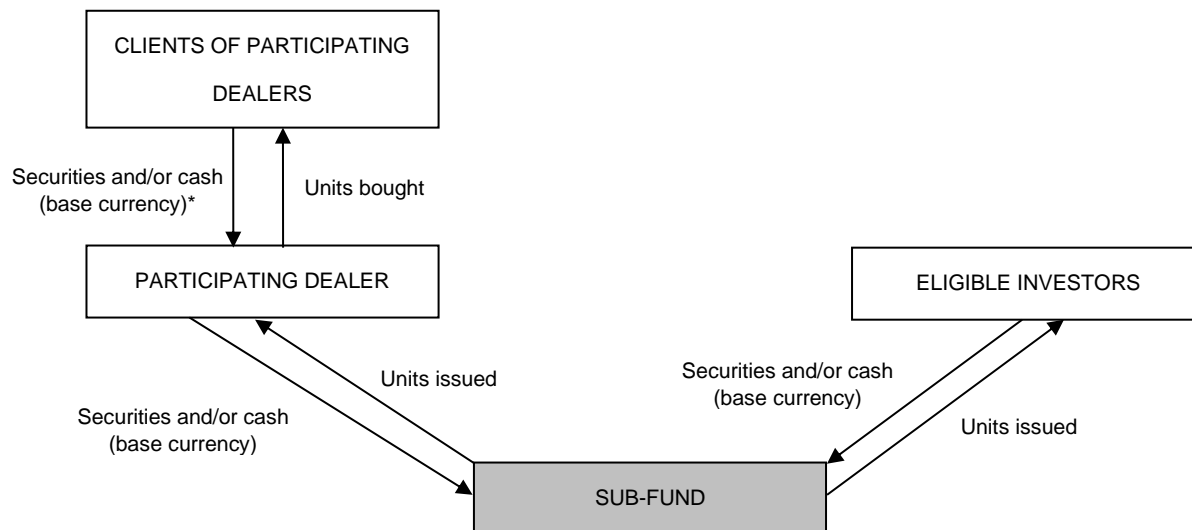 CLIENTS OF PARTICIPATING
DEALERS
Securities and/or cash
(base currency)*
Units bought
PARTICIPATING DEALER
ELIGIBLE INVESTORS
Units issued
Securities and/or cash
(base currency)
Securities and/or cash
(base currency)
Units issued
SUB-FUND